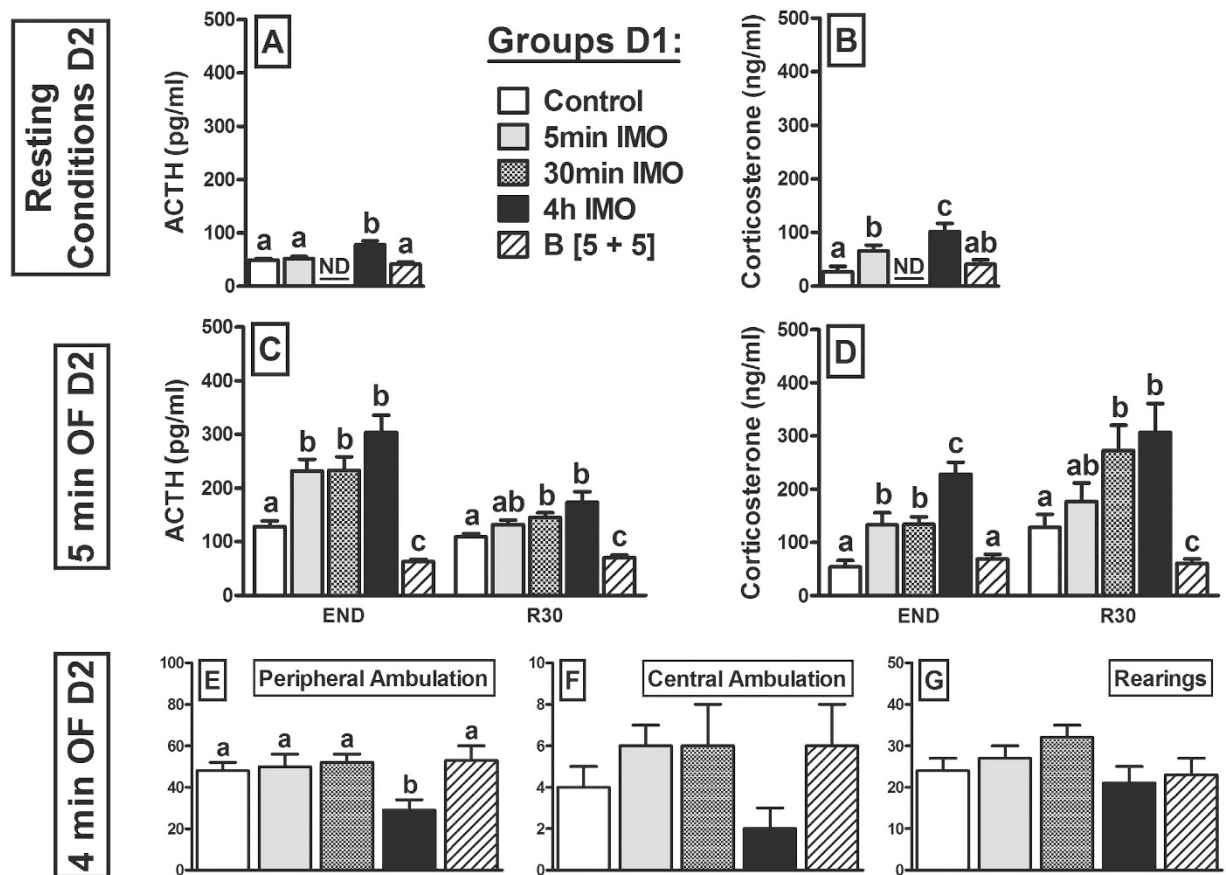 Resting
Conditions D2
A
ACTH (pg/ml)
500
400
300
200
100
0
a a ND b a
Groups D1:
Control
5min IMO
30min IMO
4h IMO
B [5 + 5]
B
Corticosterone (ng/ml)
500
400
300
200
100
0
a b ND c ab
5 min OF D2
C
ACTH (pg/ml)
500
400
300
200
100
0
a b b b c
a ab b b c
END R30
D
Corticosterone (ng/ml)
500
400
300
200
100
0
a b b c a
a ab b b c
END R30
4 min OF D2
E
Peripheral Ambulation
100
80
60
40
20
0
a a a b a
F
Central Ambulation
10
8
6
4
2
0
G
Rearings
50
40
30
20
10
0